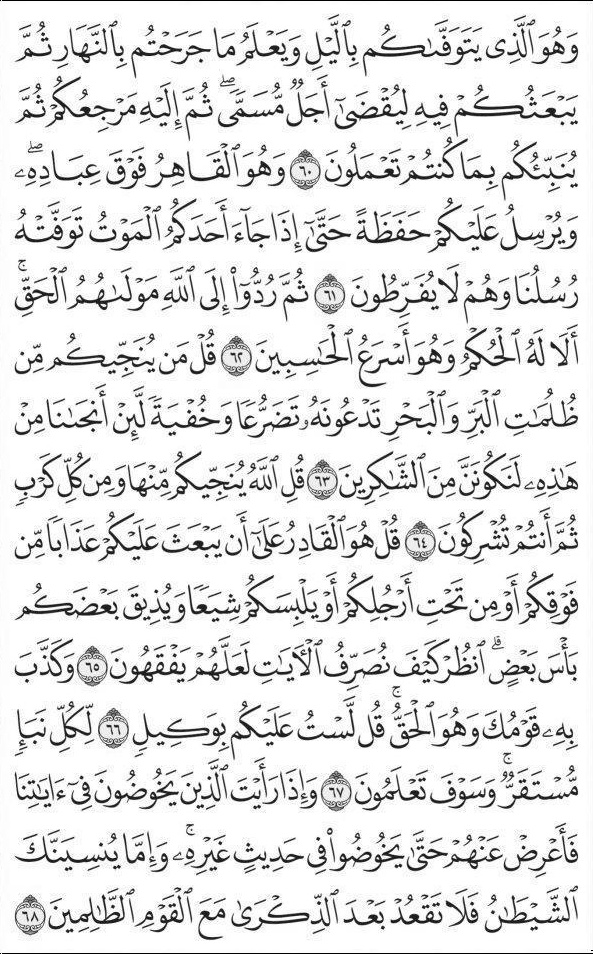 وَهُوَ ٱلَّذِى يَتَوَفَّىٰكُم بِٱلَّيْلِ وَيَعْلَمُ مَا جَرَحْتُم بِٱلنَّهَارِ ثُمَّ
يَبْعَثُكُمْ فِيهِ لِيُقْضَىٰٓ أَجَلٌ مُّسَمًّى ۖ ثُمَّ إِلَيْهِ مَرْجِعُكُمْ ثُمَّ
يُنَبِّئُكُم بِمَا كُنتُمْ تَعْمَلُونَ ٦٠ وَهُوَ ٱلْقَاهِرُ فَوْقَ عِبَادِهِۦ ۖ
وَيُرْسِلُ عَلَيْكُمْ حَفَظَةً حَتَّىٰٓ إِذَا جَآءَ أَحَدَكُمُ ٱلْمَوْتُ تَوَفَّتْهُ
رُسُلُنَا وَهُمْ لَا يُفَرِّطُونَ ٦١ ثُمَّ رُدُّوٓا۟ إِلَى ٱللَّهِ مَوْلَىٰهُمُ ٱلْحَقِّ ۚ
أَلَا لَهُ ٱلْحُكْمُ وَهُوَ أَسْرَعُ ٱلْحَـٰسِبِينَ ٦٢ قُلْ مَن يُنَجِّيكُم مِّن
ظُلُمَـٰتِ ٱلْبَرِّ وَٱلْبَحْرِ تَدْعُونَهُۥ تَضَرُّعًا وَخُفْيَةً لَّئِنْ أَنجَىٰنَا مِنْ
هَـٰذِهِۦ لَنَكُونَنَّ مِنَ ٱلشَّـٰكِرِينَ ٦٣ قُلِ ٱللَّهُ يُنَجِّيكُم مِّنْهَا وَمِن كُلِّ كَرْبٍ
ثُمَّ أَنتُمْ تُشْرِكُونَ ٦٤ قُلْ هُوَ ٱلْقَادِرُ عَلَىٰٓ أَن يَبْعَثَ عَلَيْكُمْ عَذَابًا مِّن
فَوْقِكُمْ أَوْ مِن تَحْتِ أَرْجُلِكُمْ أَوْ يَلْبِسَكُمْ شِيَعًا وَيُذِيقَ بَعْضَكُم
بَأْسَ بَعْضٍ ۗ ٱنظُرْ كَيْفَ نُصَرِّفُ ٱلْـَٔايَـٰتِ لَعَلَّهُمْ يَفْقَهُونَ ٦٥ وَكَذَّبَ
بِهِۦ قَوْمُكَ وَهُوَ ٱلْحَقُّ ۚ قُل لَّسْتُ عَلَيْكُم بِوَكِيلٍ ٦٦ لِّكُلِّ نَبَإٍ
مُّسْتَقَرٌّ ۚ وَسَوْفَ تَعْلَمُونَ ٦٧ وَإِذَا رَأَيْتَ ٱلَّذِينَ يَخُوضُونَ فِىٓ ءَايَـٰتِنَا
فَأَعْرِضْ عَنْهُمْ حَتَّىٰ يَخُوضُوا۟ فِى حَدِيثٍ غَيْرِهِۦ ۚ وَإِمَّا يُنسِيَنَّكَ
ٱلشَّيْطَـٰنُ فَلَا تَقْعُدْ بَعْدَ ٱلذِّكْرَىٰ مَعَ ٱلْقَوْمِ ٱلظَّـٰلِمِينَ ٦٨